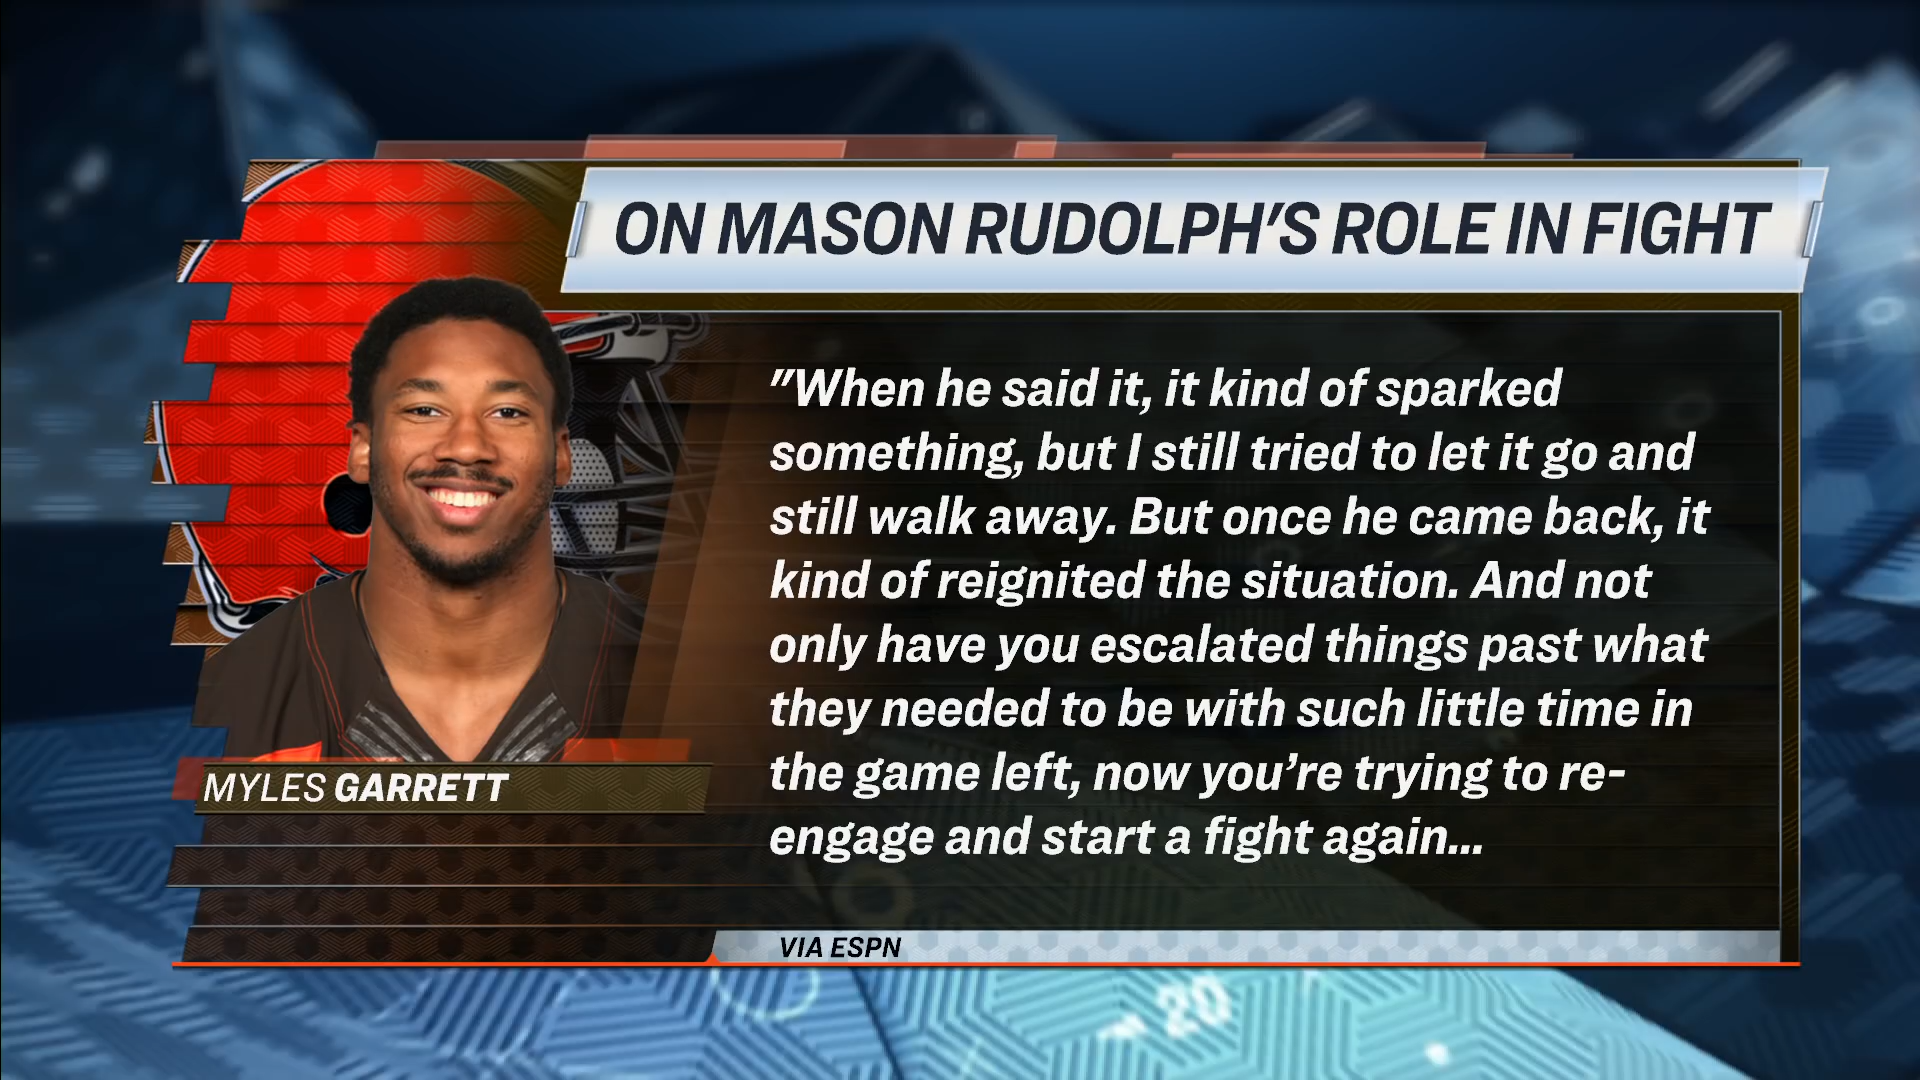 ON MASON RUDOLPH'S ROLE IN FIGHT
"When he said it, it kind of sparked
something, but I still tried to let it go and
still walk away. But once he came back, it
kind of reignited the situation. And not
only have you escalated things past what
they needed to be with such little time in
the game left, now you're trying to re-
engage and start a fight again...
MYLES GARRETT
VIA ESPN
20